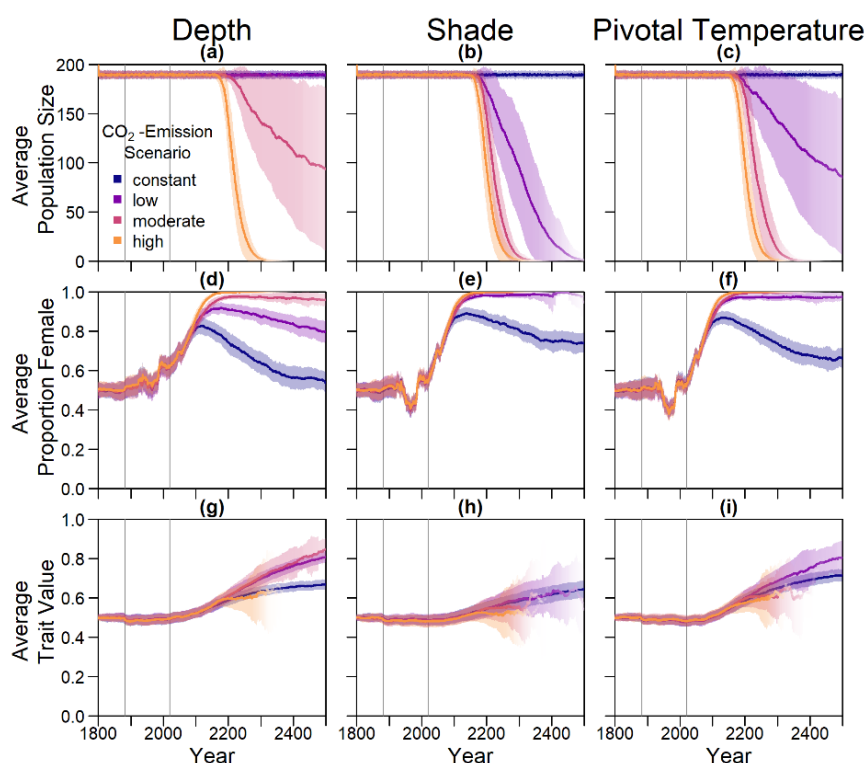 Depth Shade Pivotal Temperature
(a) (b) (c)
Average
Population Size
200
150
100
50
0
CO2 -Emission
Scenario
constant
low
moderate
high
(d) (e) (f)
Average
Proportion Female
1.0
0.8
0.6
0.4
0.2
0.0
(g) (h) (i)
Average
Trait Value
1.0
0.8
0.6
0.4
0.2
0.0
1800 2000 2200 2400 1800 2000 2200 2400 1800 2000 2200 2400
Year Year Year